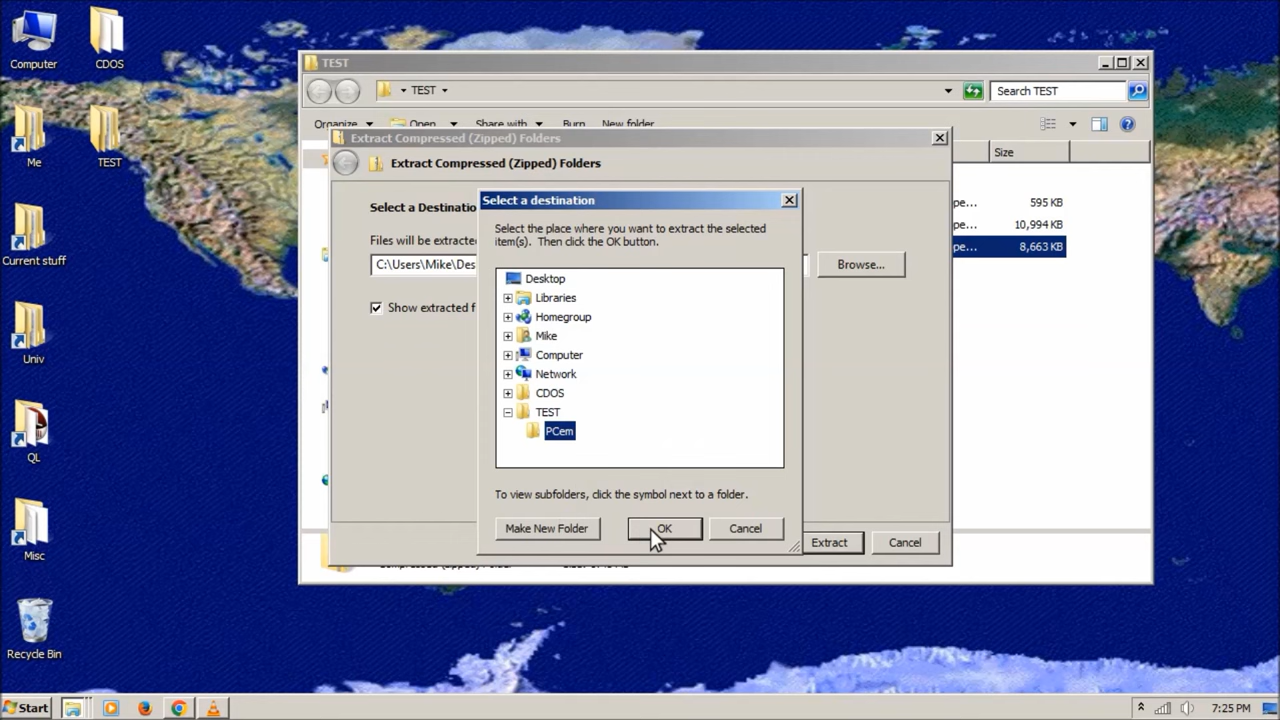 Computer
CDOS
Me
TEST
Current stuff
Univ
QL
Misc
Recycle Bin
TEST
TEST
Search TEST
Organize Open Share with Burn New folder
Size
595 KB
10,994 KB
8,663 KB
Extract Compressed (Zipped) Folders
Extract Compressed (Zipped) Folders
Select a Destinatio
Files will be extracte
C:\Users\Mike\Des
Browse...
Show extracted f
Select a destination
Select the place where you want to extract the selected
item(s). Then click the OK button.
Desktop
Libraries
Homegroup
Mike
Computer
Network
CDOS
TEST
PCem
To view subfolders, click the symbol next to a folder.
Make New Folder
OK
Cancel
Extract
Cancel
Start
7:25 PM